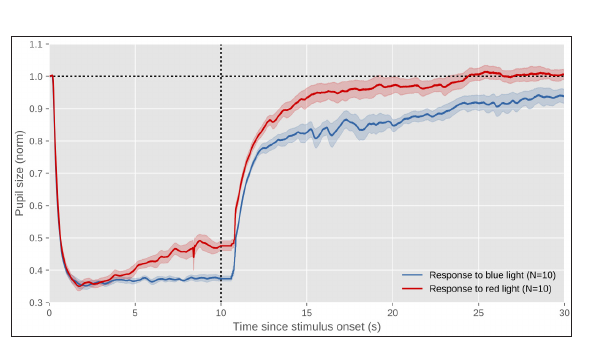 1.1
1.0
0.9
0.8
0.7
0.6
0.5
0.4
0.3
Pupil size (norm)
Response to blue light (N=10)
Response to red light (N=10)
0 5 10 15 20 25 30
Time since stimulus onset (s)